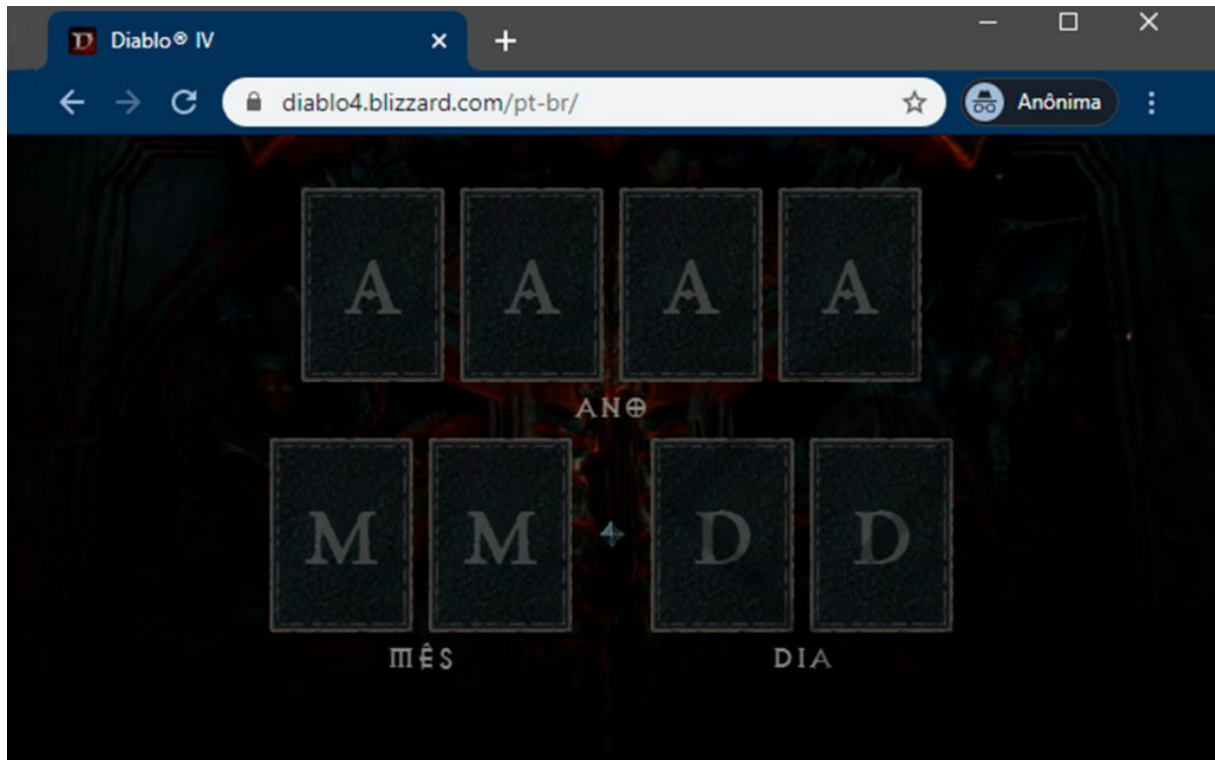 Diablo® IV
diablo4.blizzard.com/pt-br/
Anônima
A A A A
ANO
M M D D
MÊS DIA